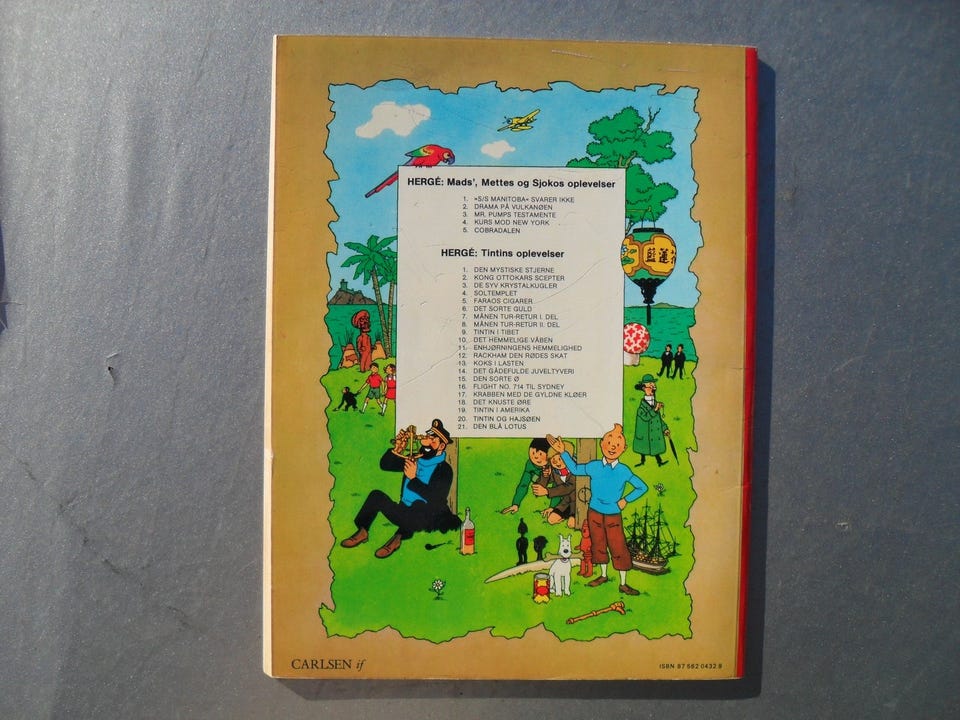 HERGÉ: Mads', Mettes og Sjokos oplevelser
1. »S/S MANITOBA« SVARER IKKE
2. DRAMA PÅ VULKANØEN
3. MR. PUMPS TESTAMENTE
4. KURS MOD NEW YORK
5. COBRADALEN
HERGÉ: Tintins oplevelser
1. DEN MYSTISKE STJERNE
2. KONG OTTOKARS SCEPTER
3. DE SYV KRYSTALKUGLER
4. SOLTEMPLET
5. FARAOS CIGARER
6. DET SORTE GULD
7. MÅNEN TUR-RETUR I. DEL
8. MÅNEN TUR-RETUR II. DEL
9. TINTIN I TIBET
10. DET HEMMELIGE VÅBEN
11. ENHJØRNINGENS HEMMELIGHED
12. RACKHAM DEN RØDES SKAT
13. KOKS I LASTEN
14. DET GÅDEFULDE JUVELTYVERI
15. DEN SORTE Ø
16. FLIGHT NO. 714 TIL SYDNEY
17. KRABBEN MED DE GYLDNE KLØER
18. DET KNUSTE ØRE
19. TINTIN I AMERIKA
20. TINTIN OG HAJSØEN
21. DEN BLÅ LOTUS
藍蓮
CARLSEN if
ISBN 87 562 0432 8